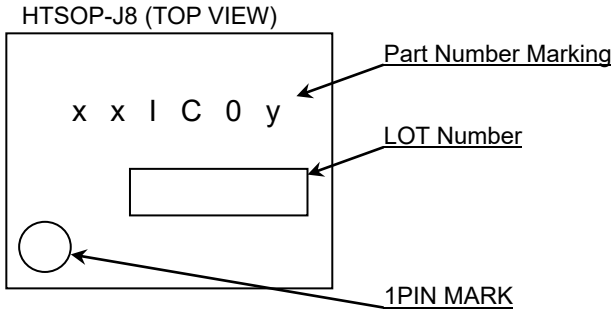 HTSOP-J8 (TOP VIEW)
Part Number Marking
x x I C 0 y
LOT Number
1PIN MARK